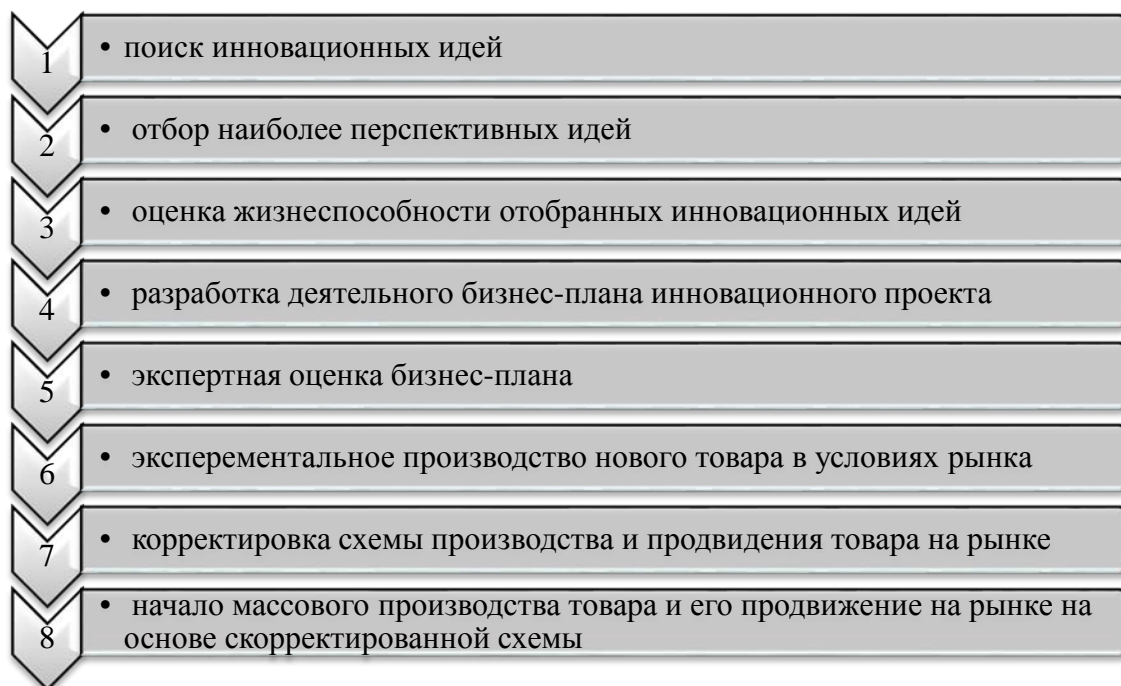 1
• поиск инновационных идей
2
• отбор наиболее перспективных идей
3
• оценка жизнеспособности отобранных инновационных идей
4
• разработка деятельного бизнес-плана инновационного проекта
5
• экспертная оценка бизнес-плана
6
• эксперементальное производство нового товара в условиях рынка
7
• корректировка схемы производства и продвидения товара на рынке
8
• начало массового производства товара и его продвижение на рынке на
основе скорректированной схемы